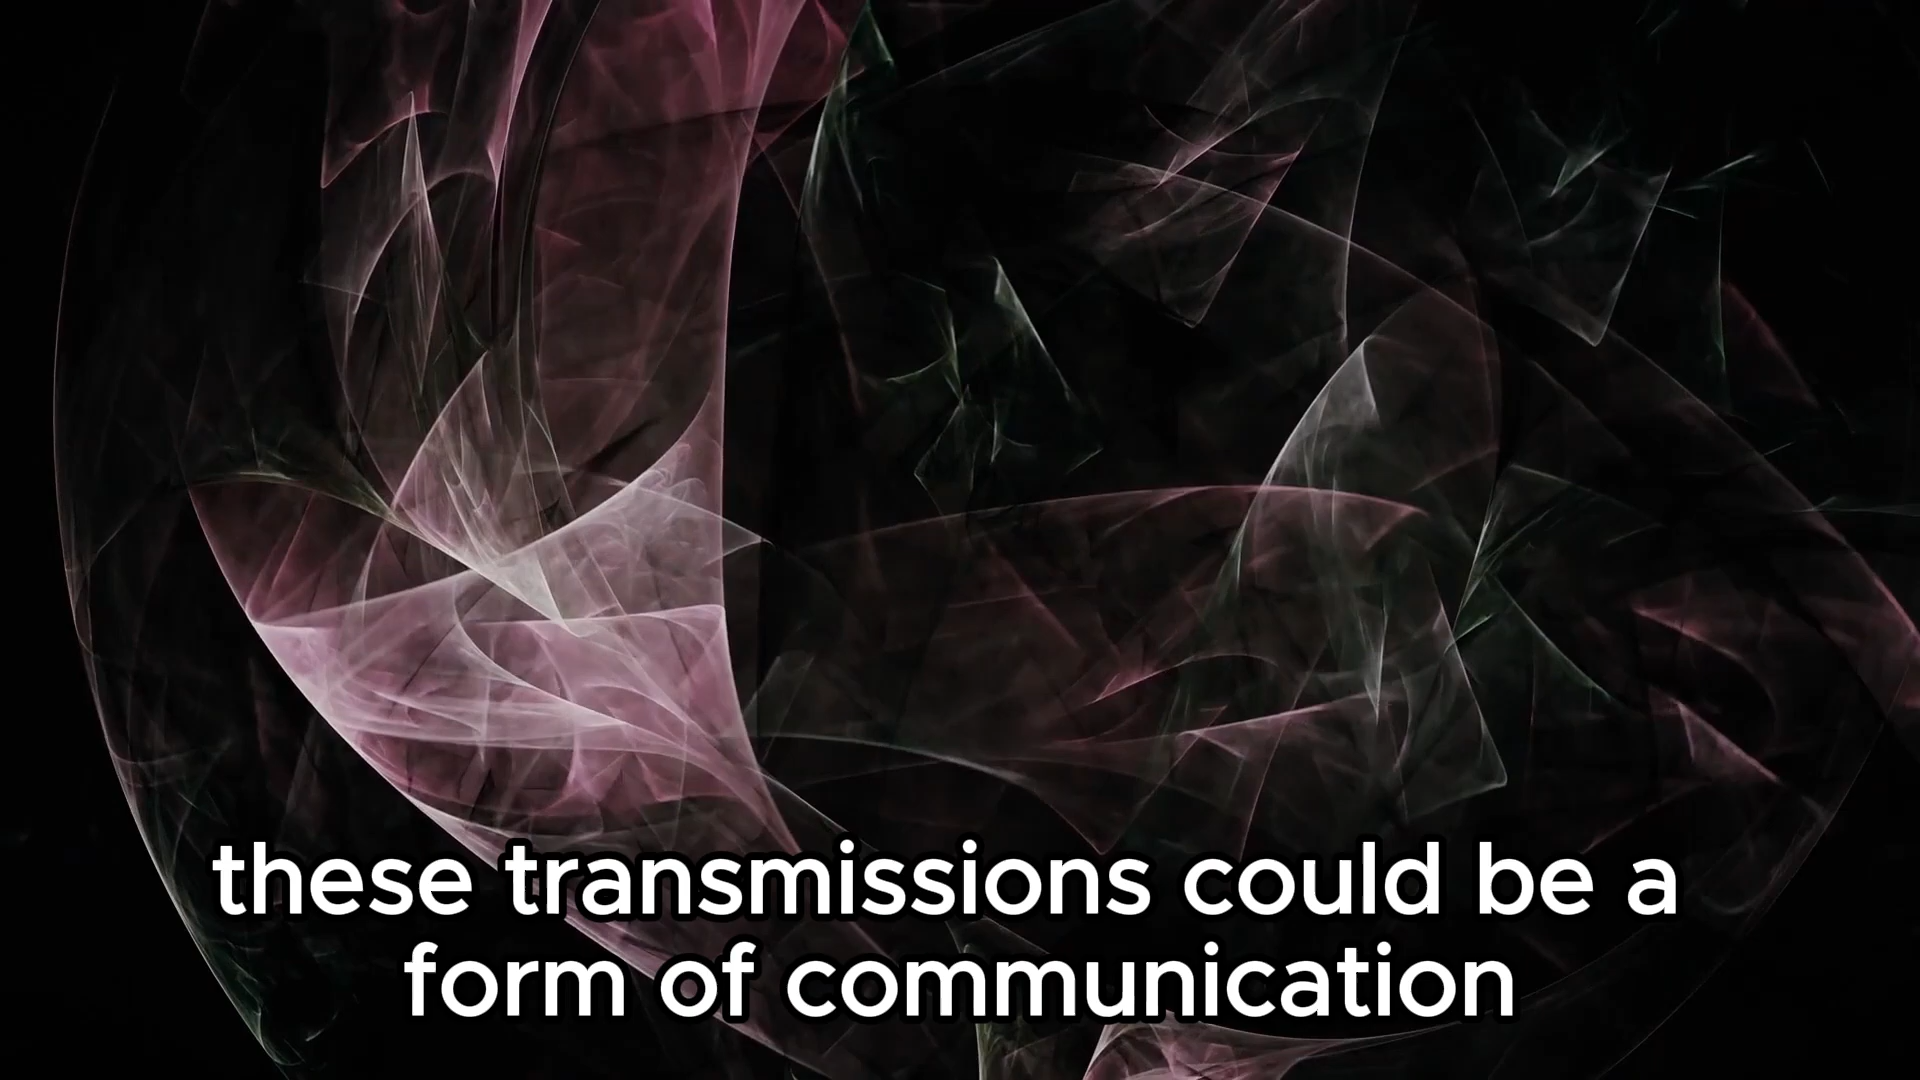 these transmissions could be a
form of communication